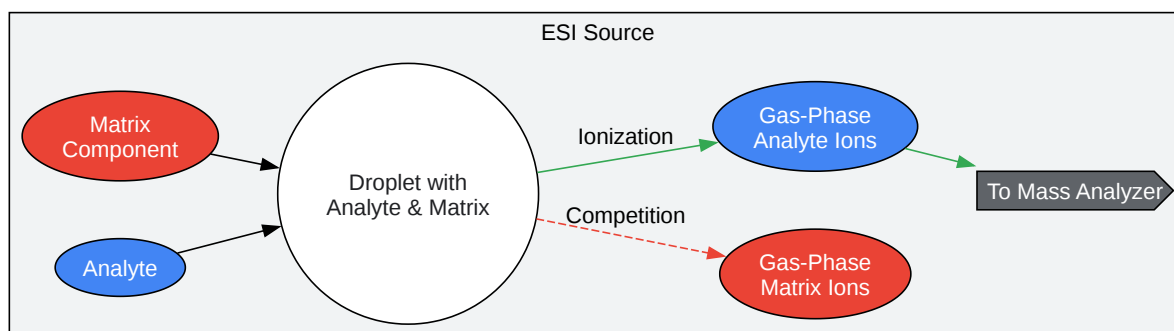 ESI Source
Matrix
Component
Analyte
Droplet with
Analyte & Matrix
Ionization
Competition
Gas-Phase
Analyte Ions
Gas-Phase
Matrix Ions
To Mass Analyzer